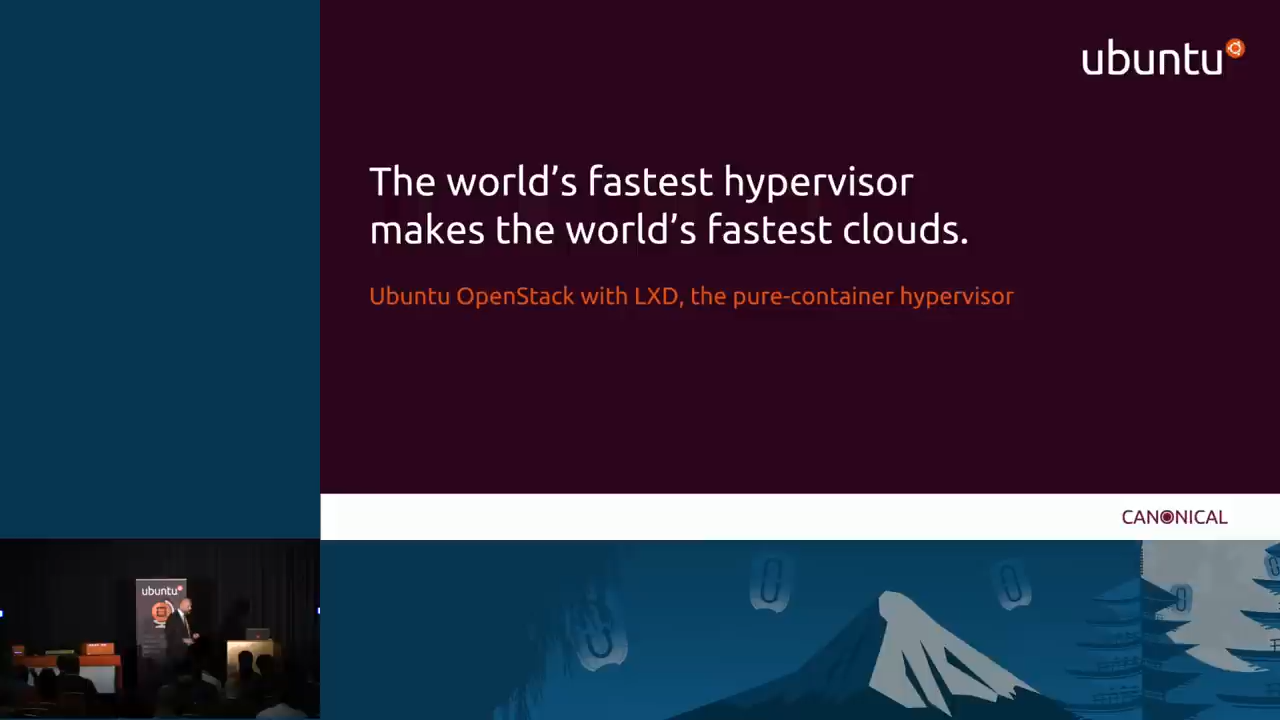 ubuntu
The world's fastest hypervisor
makes the world's fastest clouds.
Ubuntu OpenStack with LXD, the pure-container hypervisor
CANONICAL
ubuntu